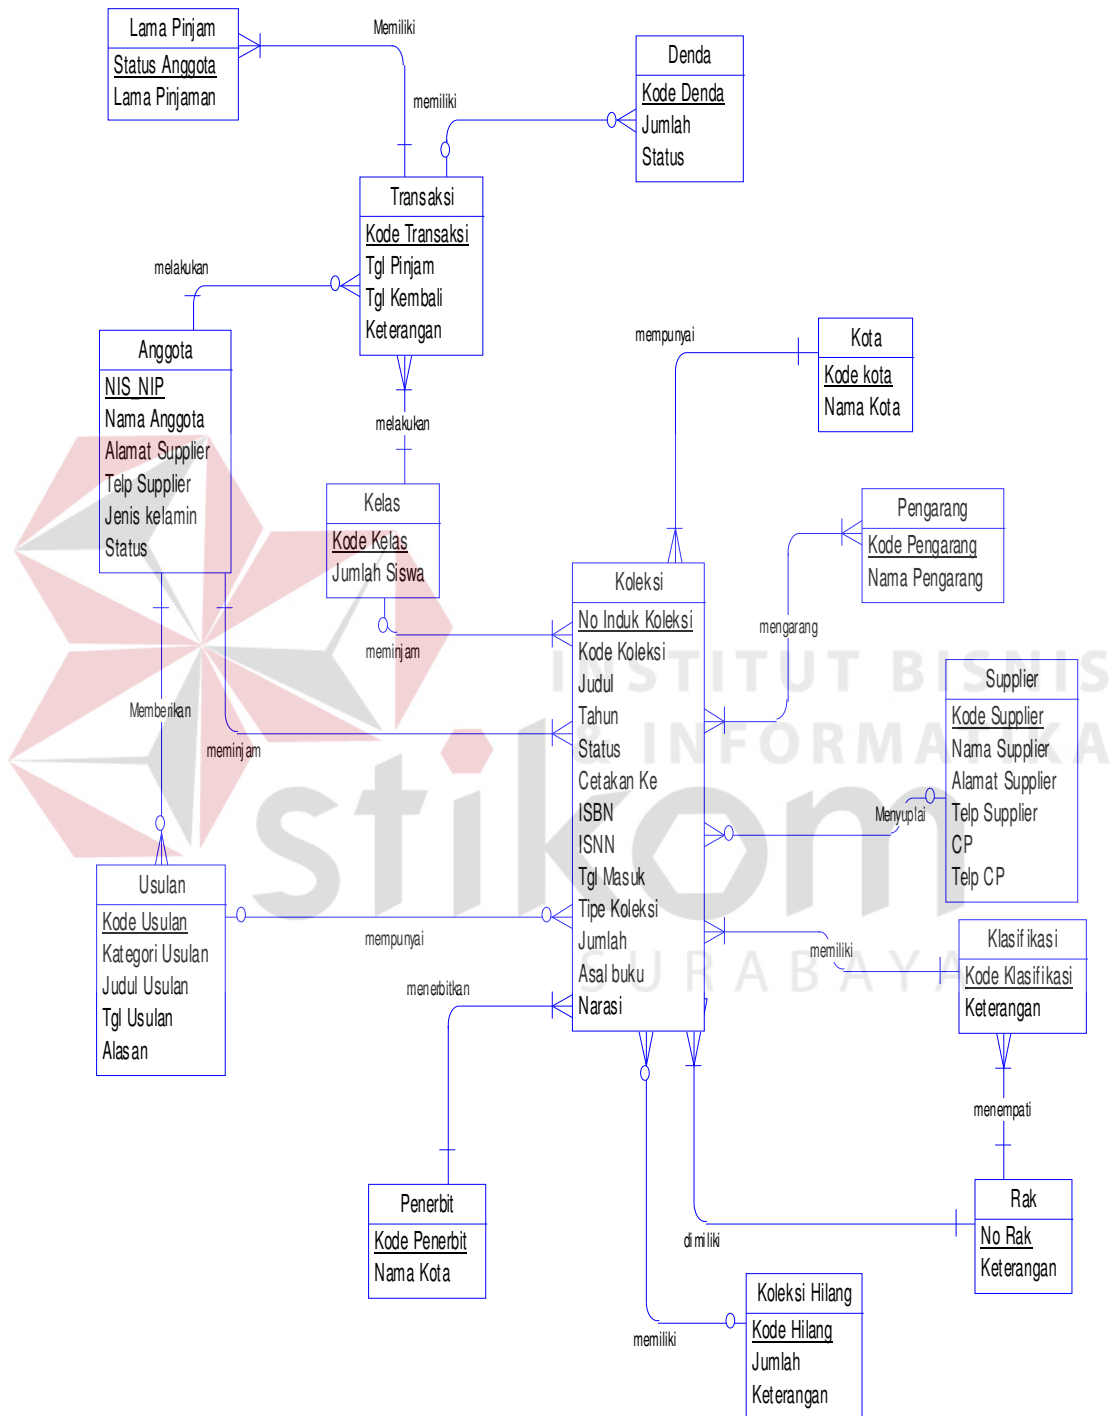 Lama Pinjam
Status Anggota
Lama Pinjaman
Memiliki
Denda
Kode Denda
Jumlah
Status
memiliki
Transaksi
Kode Transaksi
Tgl Pinjam
Tgl Kembali
Keterangan
melakukan
Anggota
NIS_NIP
Nama Anggota
Alamat Supplier
Telp Supplier
Jenis kelamin
Status
melakukan
Kelas
Kode Kelas
Jumlah Siswa
meminjam
mempunyai
Kota
Kode kota
Nama Kota
Pengarang
Kode Pengarang
Nama Pengarang
mengarang
Koleksi
No Induk Koleksi
Kode Koleksi
Judul
Tahun
Status
Cetakan Ke
ISBN
ISNN
Tgl Masuk
Tipe Koleksi
Jumlah
Asal buku
Narasi
Supplier
Kode Supplier
Nama Supplier
Alamat Supplier
Telp Supplier
CP
Telp CP
Menyuplai
Memberikan
meminjam
Usulan
Kode Usulan
Kategori Usulan
Judul Usulan
Tgl Usulan
Alasan
mempunyai
menerbitkan
memiliki
Klasifikasi
Kode Klasifikasi
Keterangan
menempati
Penerbit
Kode Penerbit
Nama Kota
dimiliki
Rak
No Rak
Keterangan
memiliki
Koleksi Hilang
Kode Hilang
Jumlah
Keterangan
INSTITUT BISNIS
& INFORMATIKA
stikom
SURABAYA